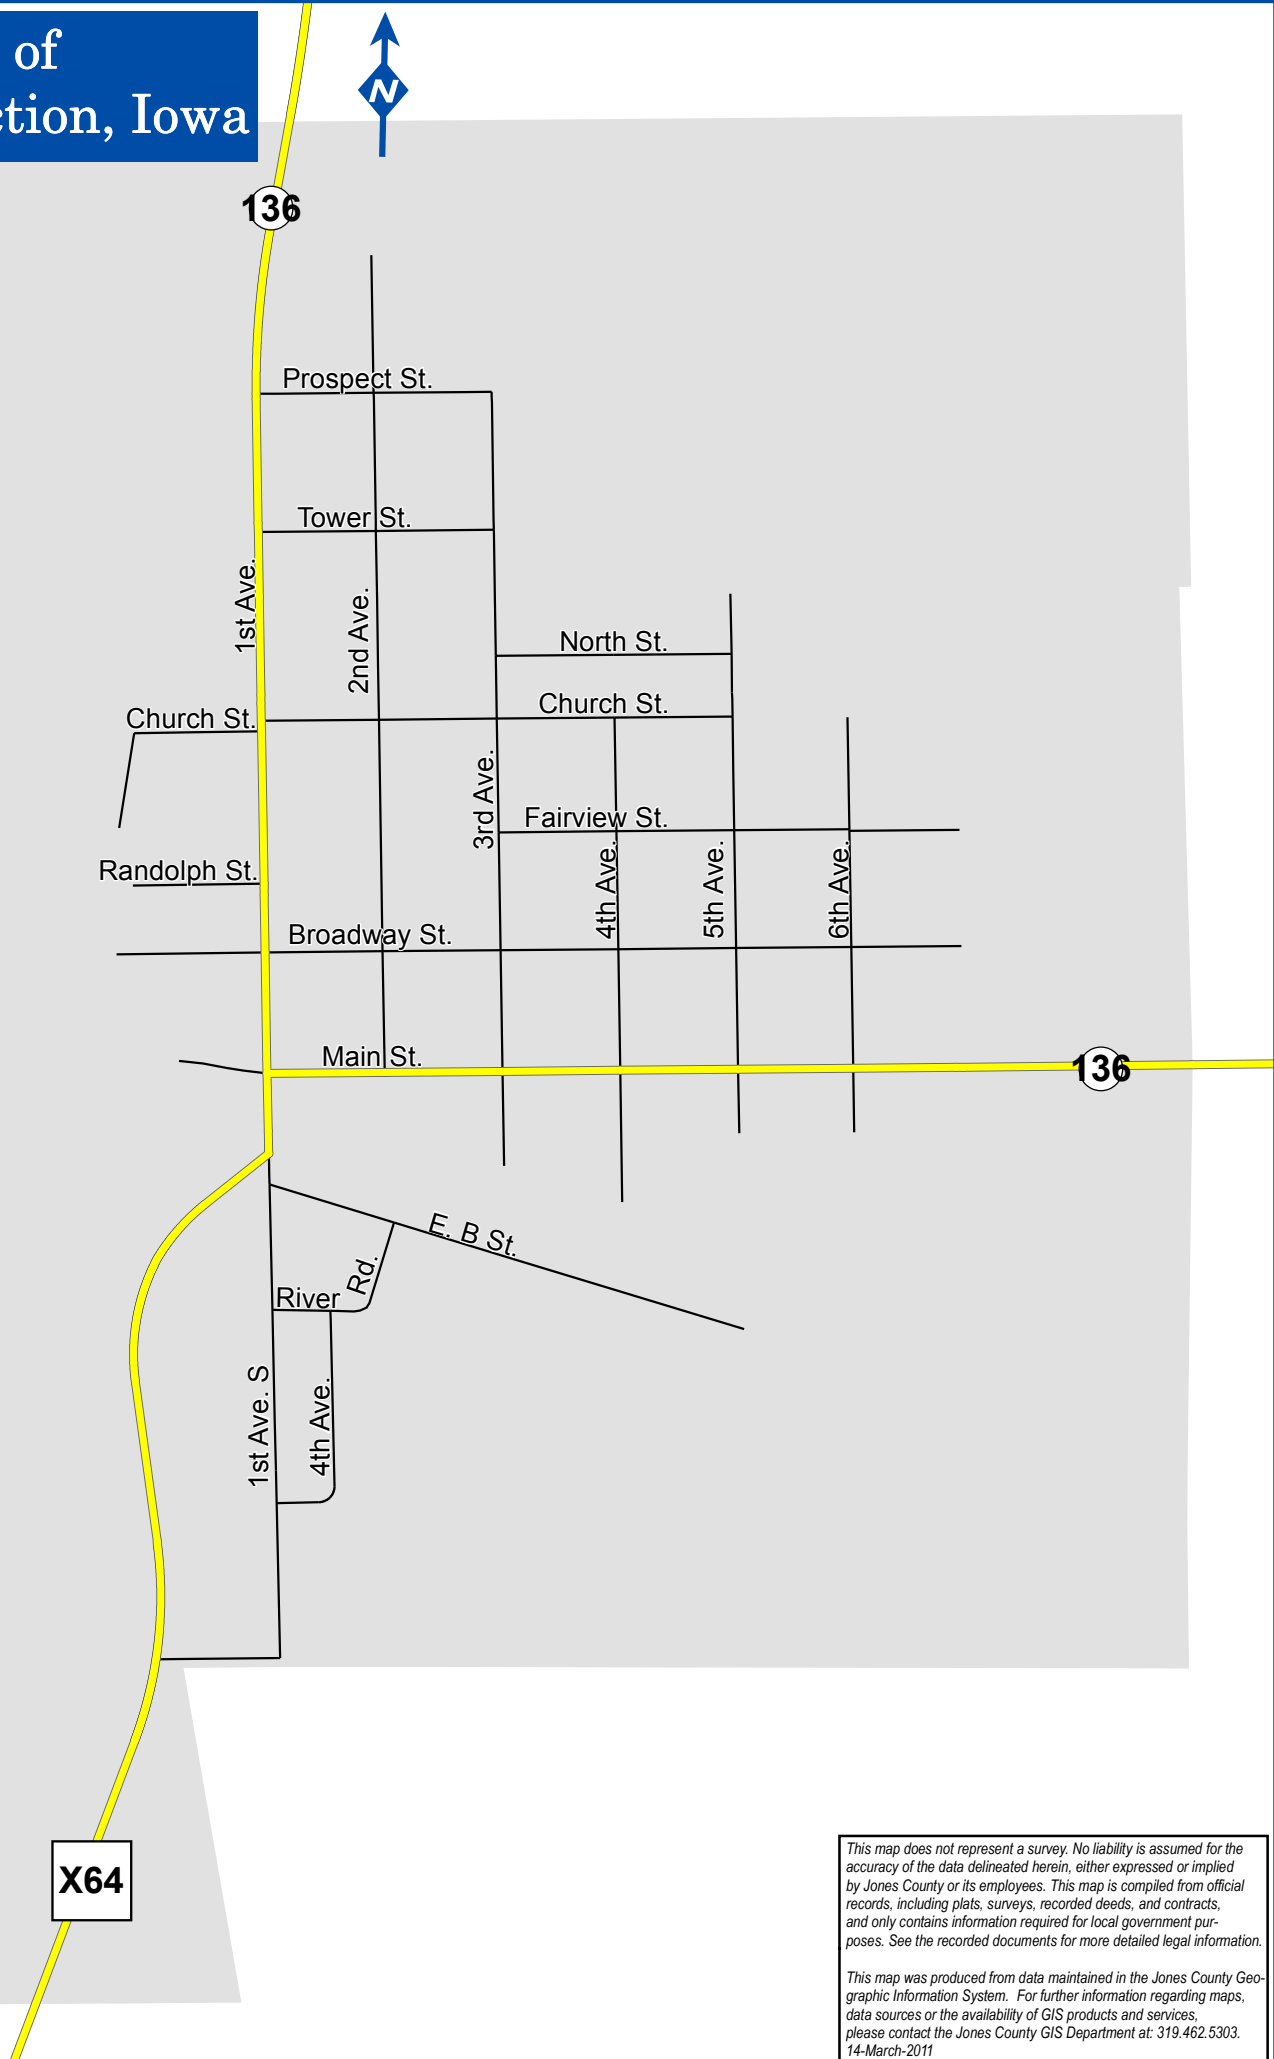 of
ction, Iowa
N
136
Prospect St.
Tower St.
1st Ave.
2nd Ave.
North St.
Church St.
Church St.
3rd Ave.
Fairview St.
Randolph St.
4th Ave.
5th Ave.
6th Ave.
Broadway St.
Main St.
136
E. B St.
River Rd.
1st Ave. S
4th Ave.
X64
This map does not represent a survey. No liability is assumed for the
accuracy of the data delineated herein, either expressed or implied
by Jones County or its employees. This map is compiled from official
records, including plats, surveys, recorded deeds, and contracts,
and only contains information required for local government pur-
poses. See the recorded documents for more detailed legal information.
This map was produced from data maintained in the Jones County Geo-
graphic Information System. For further information regarding maps,
data sources or the availability of GIS products and services,
please contact the Jones County GIS Department at: 319.462.5303.
14-March-2011